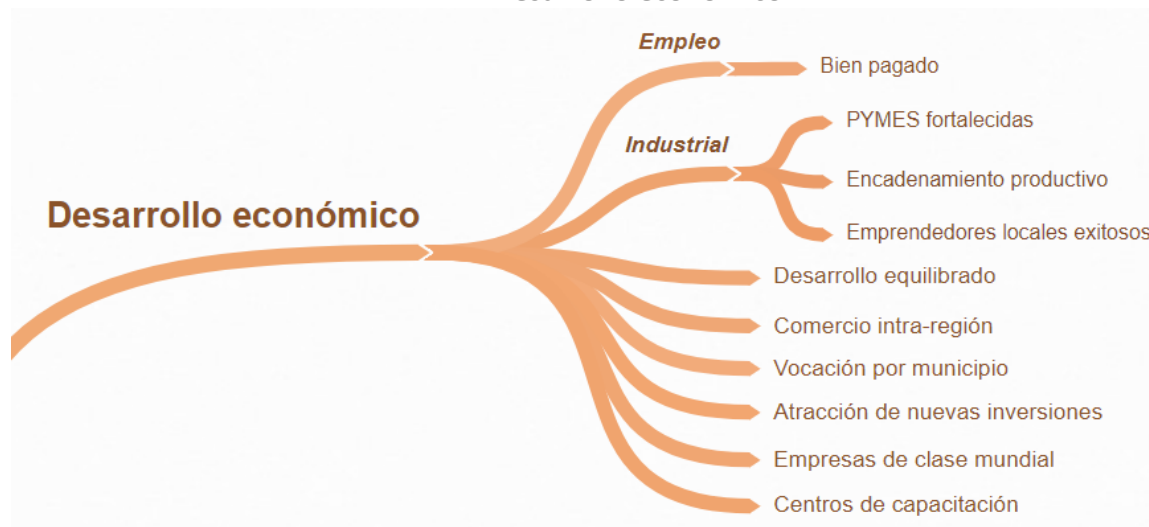 Empleo
Bien pagado
Industrial
PYMES fortalecidas
Encadenamiento productivo
Emprendedores locales exitosos
Desarrollo económico
Desarrollo equilibrado
Comercio intra-región
Vocación por municipio
Atracción de nuevas inversiones
Empresas de clase mundial
Centros de capacitación